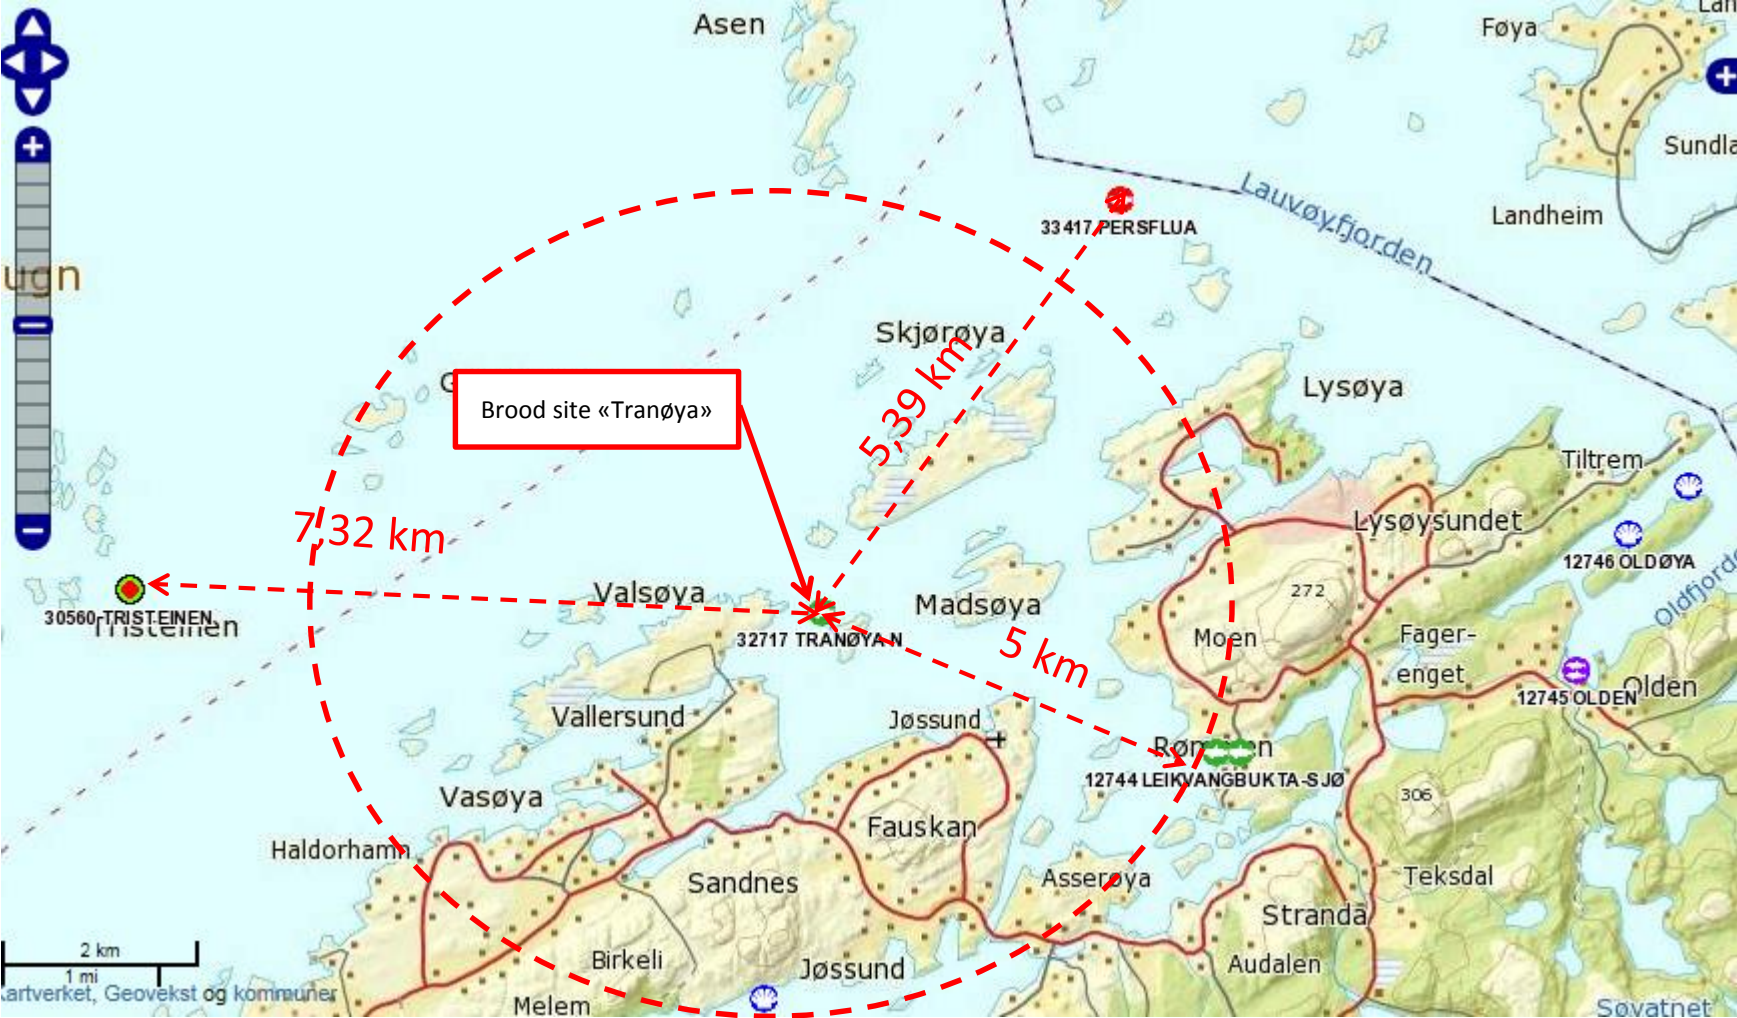 Asen
Føya
Sundla
Landheim
Lauvøyfjorden
33417 PERSFLUA
ugn
Skjørøya
5,39 km
Lysøya
G
Brood site «Tranøya»
Tiltrem
Lysøysundet
7,32 km
12746 OLDØYA
Oldfjord
272
Valsøya
Madsøya
30560 TRISTEINEN
Tristeinen
32717 TRANØYA N
5 km
Moen
Fager-
enget
12745 OLDEN
Olden
Vallersund
Jøssund
12744 LEIKVANGBUKTA-SJØ
Vasøya
306
Fauskan
Haldorhamn
Sandnes
Asserøya
Teksdal
Stranda
2 km
1 mi
Birkeli
Jøssund
Audalen
artverket, Geovekst og kommuner
Melem
Søvatnet